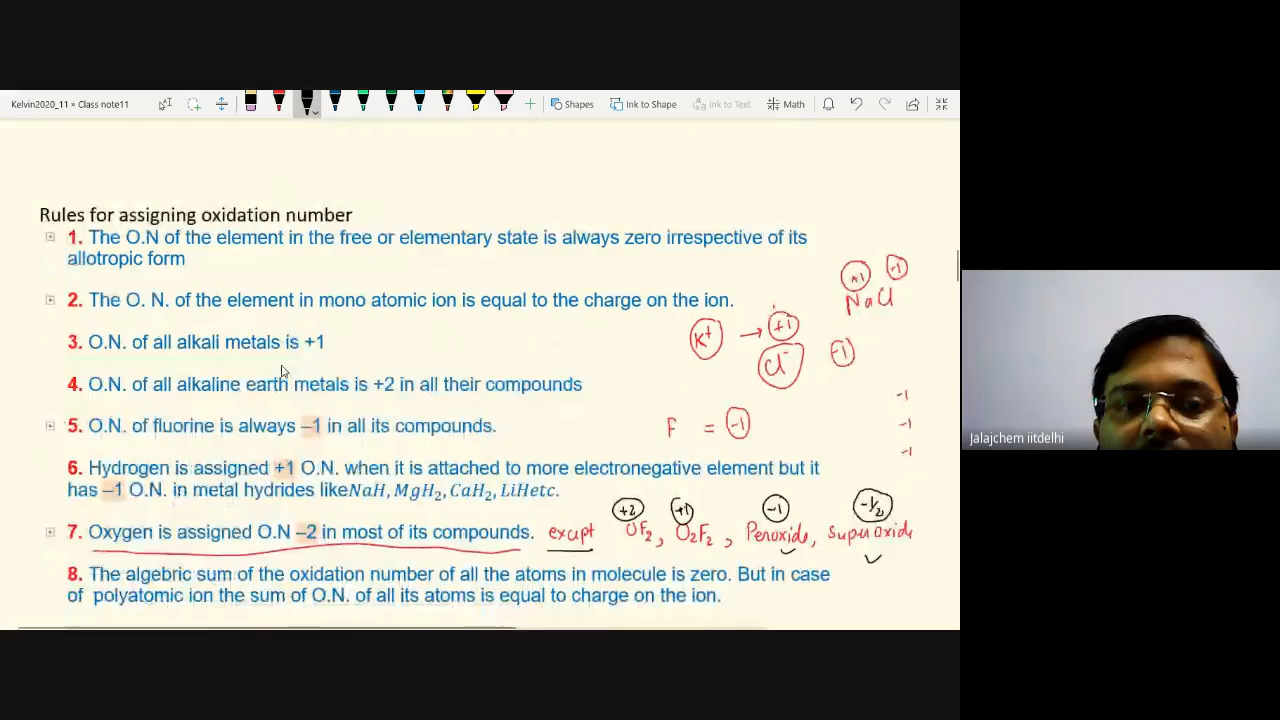 Kelvin2020_11 » Class note11
Shapes
Ink to Shape
Ink to Text
Math
Rules for assigning oxidation number
1. The O.N of the element in the free or elementary state is always zero irrespective of its
allotropic form
+1 -1
NaCl
2. The O. N. of the element in mono atomic ion is equal to the charge on the ion.
K+ → +1
Cl- -1
3. O.N. of all alkali metals is +1
4. O.N. of all alkaline earth metals is +2 in all their compounds
-1
-1
-1
5. O.N. of fluorine is always –1 in all its compounds.
F = -1
6. Hydrogen is assigned +1 O.N. when it is attached to more electronegative element but it
has –1 O.N. in metal hydrides likeNaH, MgH₂, CaH₂, LiHetc.
+2 +1 -1 -1/2
7. Oxygen is assigned O.N –2 in most of its compounds. except OF₂, O₂F₂, Peroxide, Superoxide
8. The algebric sum of the oxidation number of all the atoms in molecule is zero. But in case
of polyatomic ion the sum of O.N. of all its atoms is equal to charge on the ion.
Jalajchem iitdelhi